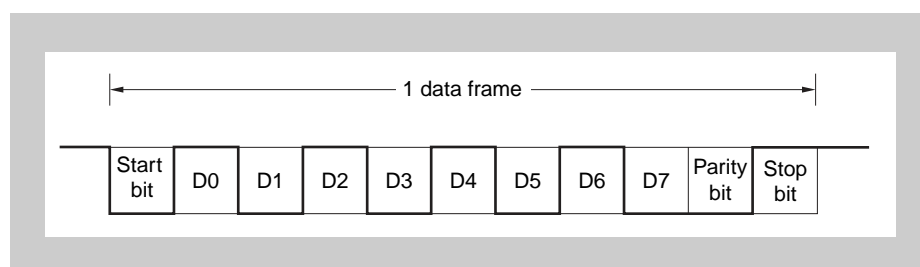 1 data frame
Start bit D0 D1 D2 D3 D4 D5 D6 D7 Parity bit Stop bit